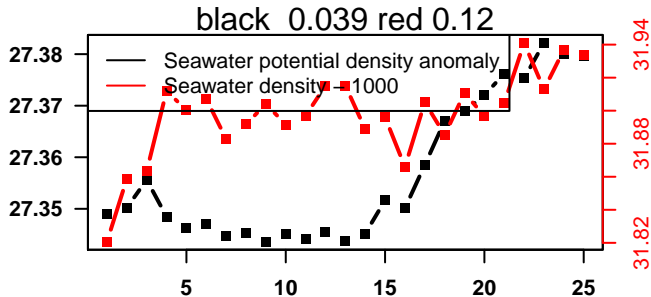 black 0.039 red 0.12
Seawater potential density anomaly
Seawater density - 1000
27.38
27.37
27.36
27.35
31.94
31.88
31.82
5 10 15 20 25